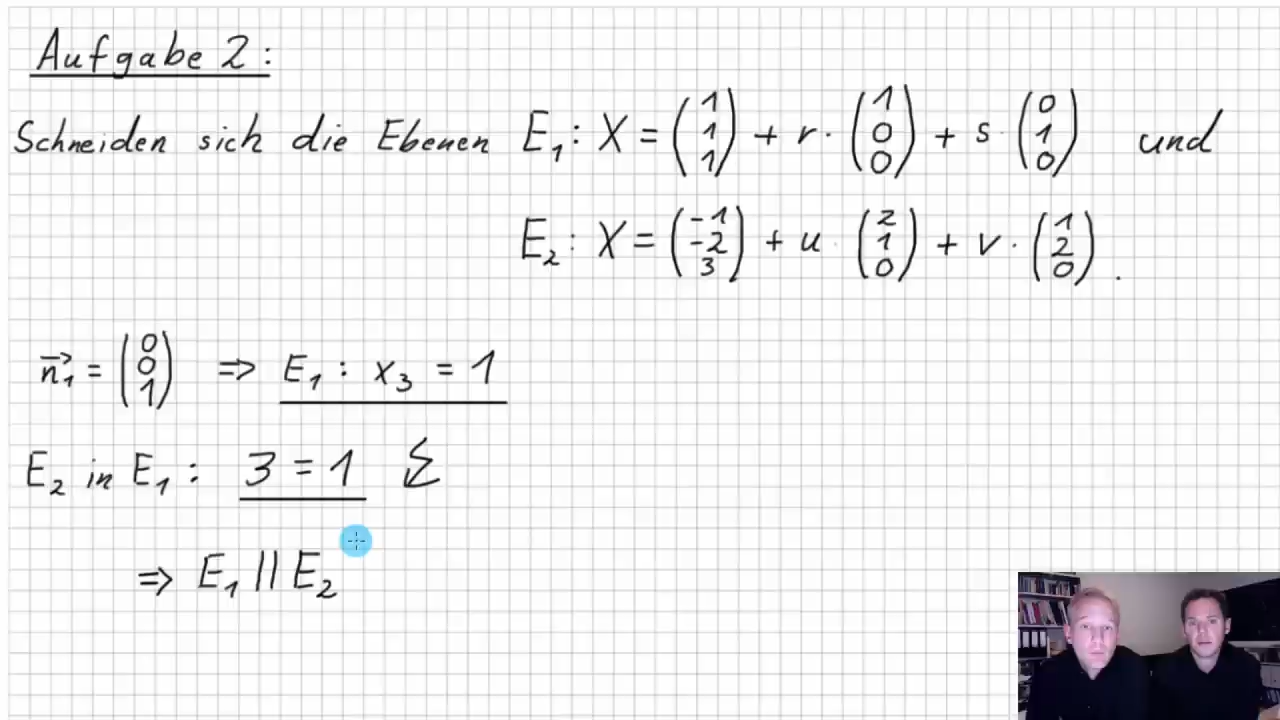 Aufgabe 2:
Schneiden sich die Ebenen E₁: X = (1 1 1) + r · (1 0 0) + s · (0 1 0) und
E₂: X = (-1 -2 3) + u · (2 1 0) + v · (1 2 0).
n₁⃗ = (0 0 1) ⇒ E₁: x₃ = 1
E₂ in E₁: 3 = 1 ↯
⇒ E₁ || E₂